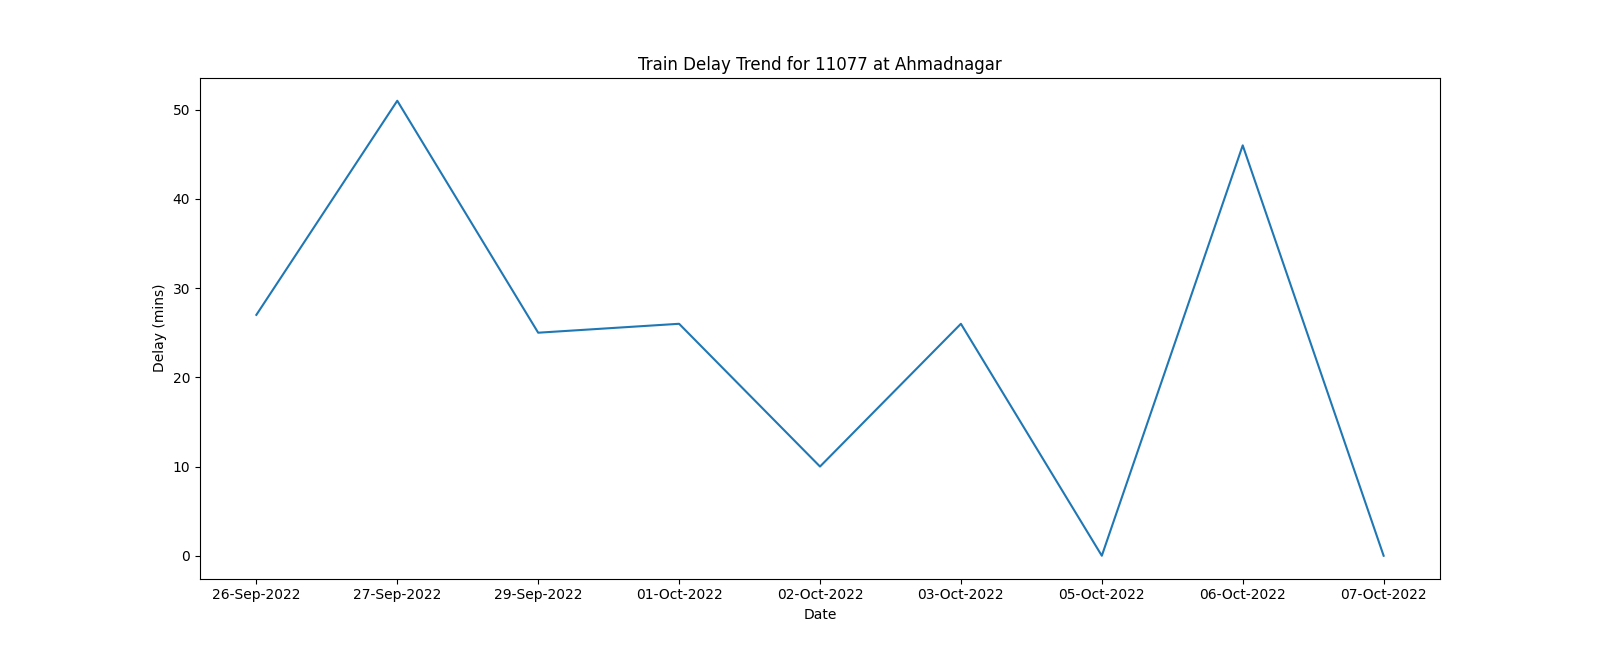 Train Delay Trend for 11077 at Ahmadnagar
50
40
30
20
10
0
Delay (mins)
26-Sep-2022 27-Sep-2022 29-Sep-2022 01-Oct-2022 02-Oct-2022 03-Oct-2022 05-Oct-2022 06-Oct-2022 07-Oct-2022
Date